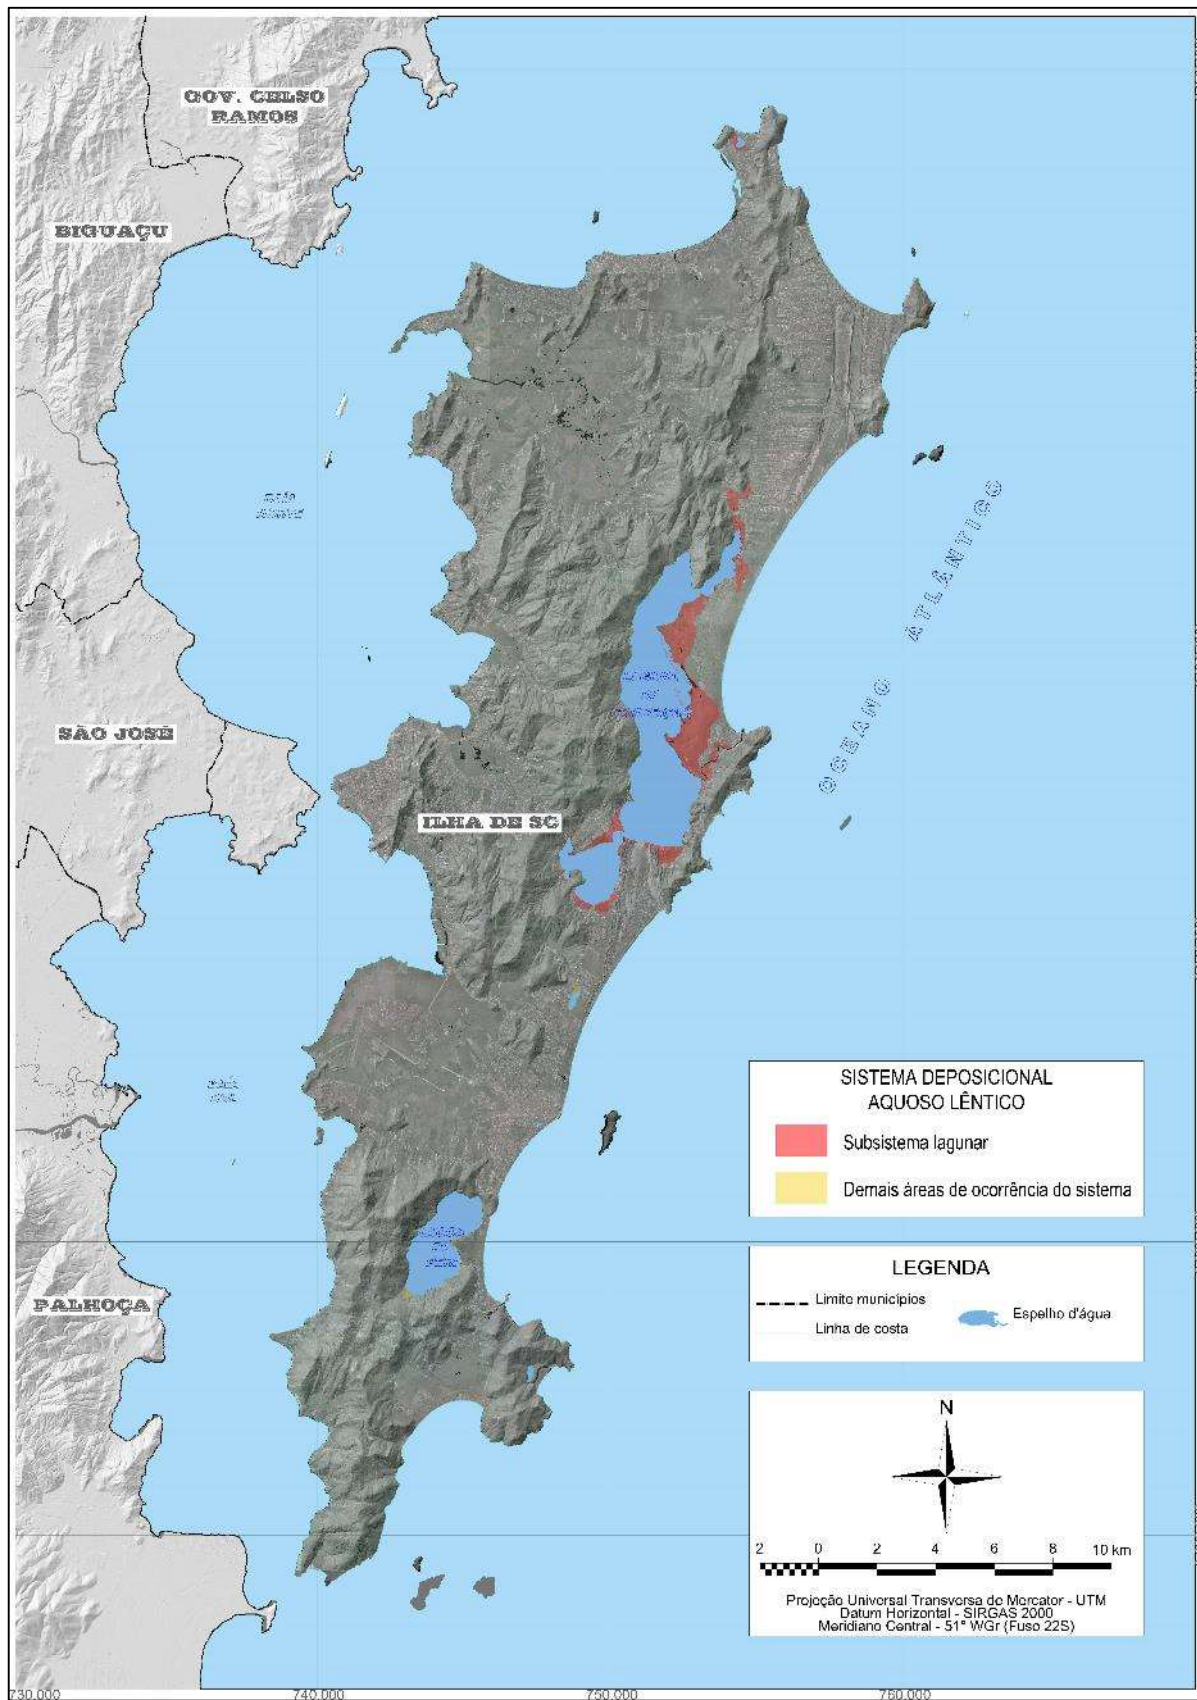 GOV. CELSO
RAMOS
BIGUAÇU
BAÍA
OCEANO ATLÂNTICO
SÃO JOSÉ
ILHA DE SC
BAÍA
SUL
PALHOÇA
SISTEMA DEPOSICIONAL
AQUOSO LÊNTICO
Subsistema lagunar
Demais áreas de ocorrência do sistema
LEGENDA
Limite municípios
Linha de costa
Espelho d'água
N
2 0 2 4 6 8 10 km
Projeção Universal Transversa de Mercator - UTM
Datum Horizontal - SIRGAS 2000
Meridiano Central - 51° WGr (Fuso 22S)
730.000 740.000 750.000 760.000